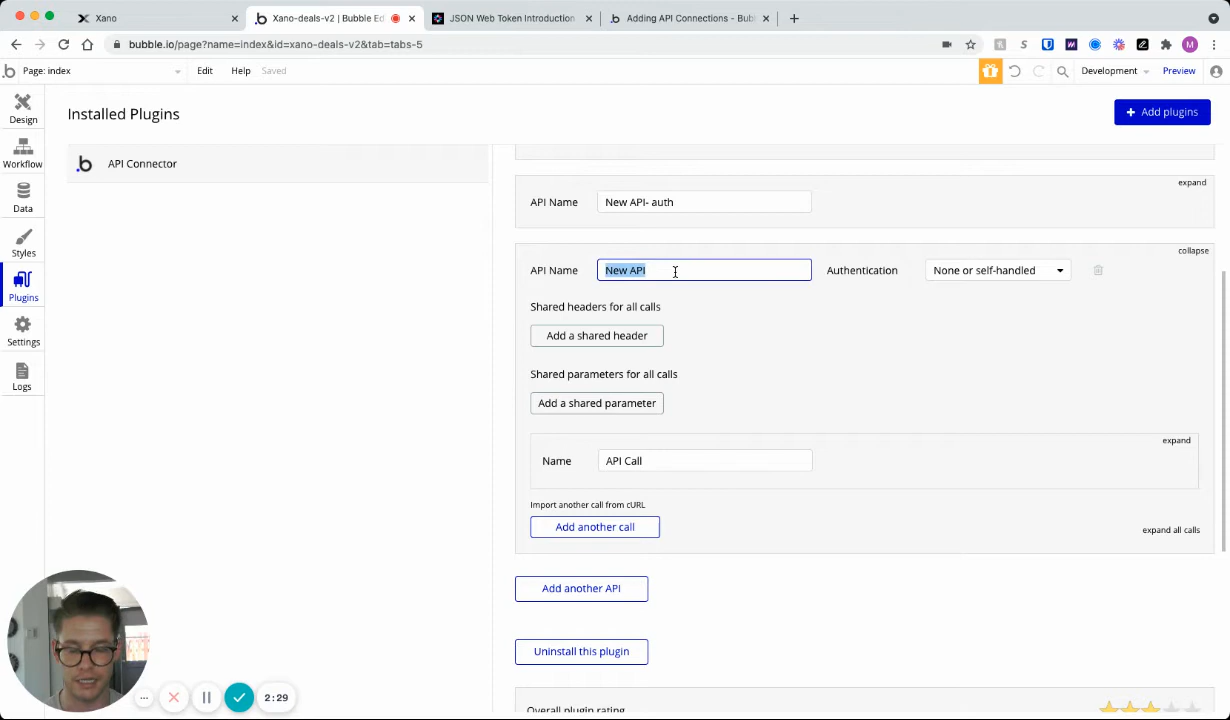 Xano
Xano-deals-v2 | Bubble Ed
JSON Web Token Introduction
Adding API Connections - Bub
bubble.io/page?name=index&id=xano-deals-v2&tab=tabs-5
Page: index
Edit
Help
Saved
Development
Preview
Design
Workflow
Data
Styles
Plugins
Settings
Logs
Installed Plugins
Add plugins
API Connector
expand
API Name
New API- auth
collapse
API Name
New API
Authentication
None or self-handled
Shared headers for all calls
Add a shared header
Shared parameters for all calls
Add a shared parameter
expand
Name
API Call
Import another call from cURL
Add another call
expand all calls
Add another API
Uninstall this plugin
Overall plugin rating
2:29